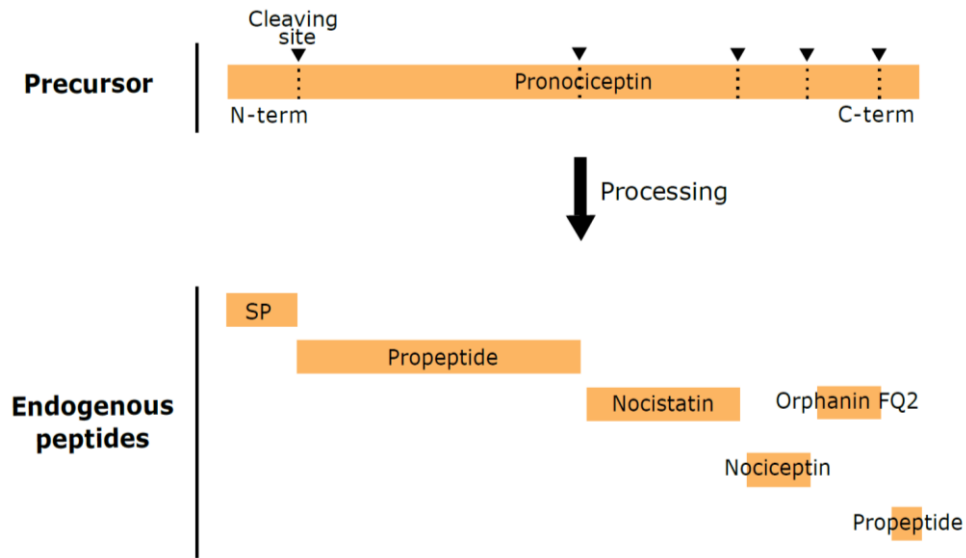 Cleaving
site
Precursor
Pronociceptin
N-term
C-term
Processing
SP
Propeptide
Endogenous
peptides
Nocistatin
Orphanin FQ2
Nociceptin
Propeptide